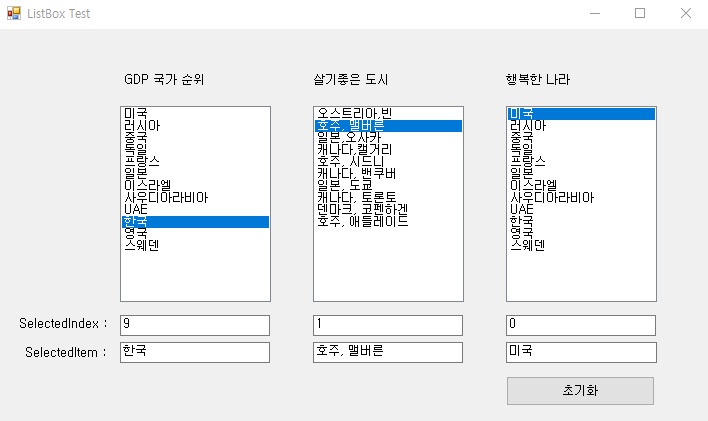 ListBox Test
GDP 국가 순위
살기좋은 도시
행복한 나라
미국
러시아
중국
독일
프랑스
일본
이스라엘
사우디아라비아
UAE
한국
영국
스웨덴
오스트리아,빈
호주, 맬버른
일본,오사카
캐나다,캘거리
호주, 시드니
캐나다, 밴쿠버
일본, 도쿄
캐나다, 토론토
덴마크, 코펜하겐
호주, 애들레이드
미국
러시아
중국
독일
프랑스
일본
이스라엘
사우디아라비아
UAE
한국
영국
스웨덴
SelectedIndex : 9 1 0
SelectedItem : 한국 호주, 맬버른 미국
초기화